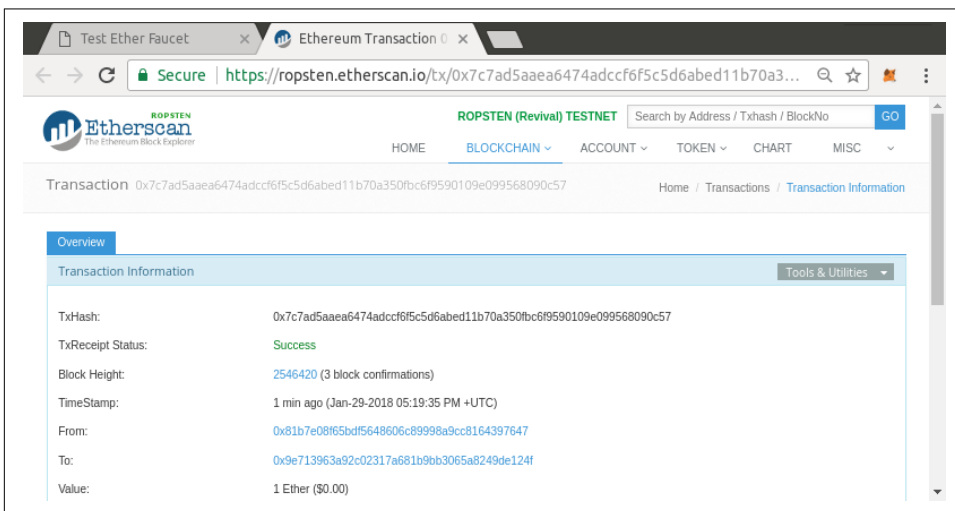 Test Ether Faucet × Ethereum Transaction 0 ×
Secure | https://ropsten.etherscan.io/tx/0x7c7ad5aaea6474adccf6f5c5d6abed11b70a3...
ROPSTEN
Etherscan
The Ethereum Block Explorer
ROPSTEN (Revival) TESTNET Search by Address / Txhash / BlockNo GO
HOME BLOCKCHAIN ACCOUNT TOKEN CHART MISC
Transaction 0x7c7ad5aaea6474adccf6f5c5d6abed11b70a350fbc6f9590109e099568090c57 Home / Transactions / Transaction Information
Overview
Transaction Information Tools & Utilities
TxHash: 0x7c7ad5aaea6474adccf6f5c5d6abed11b70a350fbc6f9590109e099568090c57
TxReceipt Status: Success
Block Height: 2546420 (3 block confirmations)
TimeStamp: 1 min ago (Jan-29-2018 05:19:35 PM +UTC)
From: 0x81b7e08f65bdf5648606c89998a9cc8164397647
To: 0x9e713963a92c02317a681b9bb3065a8249de124f
Value: 1 Ether ($0.00)